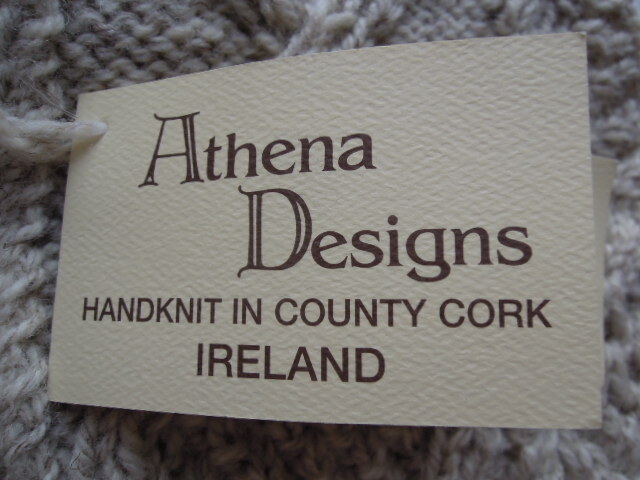 Athena
Designs
HANDKNIT IN COUNTY CORK
IRELAND